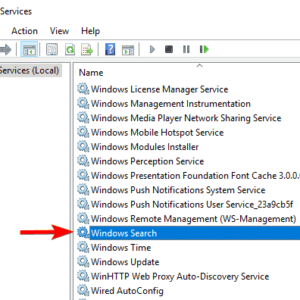 Services
Action View Help
Services (Local)
Name
Windows License Manager Service
Windows Management Instrumentation
Windows Media Player Network Sharing Service
Windows Mobile Hotspot Service
Windows Modules Installer
Windows Perception Service
Windows Presentation Foundation Font Cache 3.0.0.
Windows Push Notifications System Service
Windows Push Notifications User Service_23a9cb5f
Windows Remote Management (WS-Management)
Windows Search
Windows Time
Windows Update
WinHTTP Web Proxy Auto-Discovery Service
Wired AutoConfig